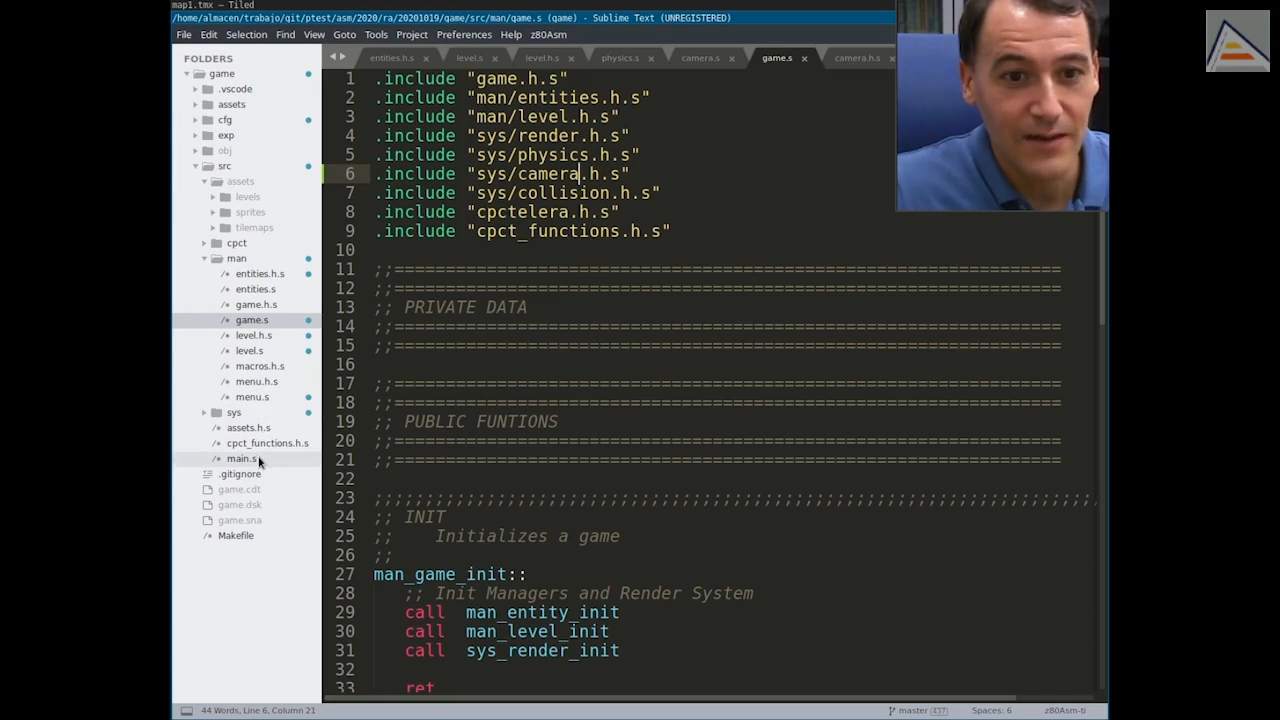 map1.tmx — Tiled
/home/almacen/trabajo/git/ptest/asm/2020/ra/20201019/game/src/man/game.s (game) - Sublime Text (UNREGISTERED)
File Edit Selection Find View Goto Tools Project Preferences Help z80Asm
FOLDERS
game
.vscode
assets
cfg
exp
obj
src
assets
levels
sprites
tilemaps
cpct
man
entities.h.s
entities.s
game.h.s
game.s
level.h.s
level.s
macros.h.s
menu.h.s
menu.s
sys
assets.h.s
cpct_functions.h.s
main.s
.gitignore
game.cdt
game.dsk
game.sna
Makefile
entities.h.s level.s level.h.s physics.s camera.s game.s camera.h.s
1 .include "game.h.s"
2 .include "man/entities.h.s"
3 .include "man/level.h.s"
4 .include "sys/render.h.s"
5 .include "sys/physics.h.s"
6 .include "sys/camera.h.s"
7 .include "sys/collision.h.s"
8 .include "cpctelera.h.s"
9 .include "cpct_functions.h.s"
10
11 ;;=================================================================
12 ;;=================================================================
13 ;; PRIVATE DATA
14 ;;=================================================================
15 ;;=================================================================
16
17 ;;=================================================================
18 ;;=================================================================
19 ;; PUBLIC FUNTIONS
20 ;;=================================================================
21 ;;=================================================================
22
23 ;;;;;;;;;;;;;;;;;;;;;;;;;;;;;;;;;;;;;;;;;;;;;;;;;;;;;;;;;;;;;;;;;;;;;;;
24 ;; INIT
25 ;; Initializes a game
26 ;;
27 man_game_init::
28 ;; Init Managers and Render System
29 call man_entity_init
30 call man_level_init
31 call sys_render_init
32
33 ret
44 Words, Line 6, Column 21 master 437 Spaces: 6 z80Asm-ti